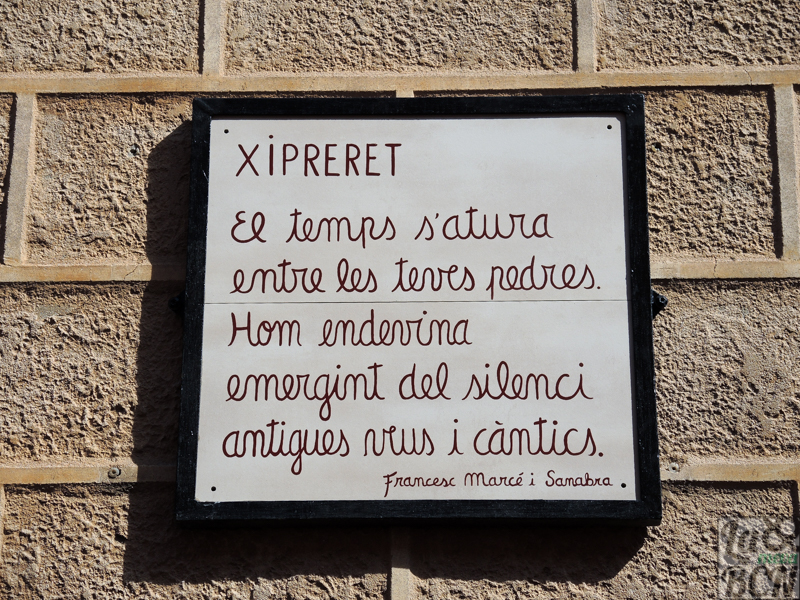 XIPRERET
El temps s'atura
entre les teves pedres.
Hom endevina
emergint del silenci
antigues veus i càntics.
Francesc Marcé i Sanabra